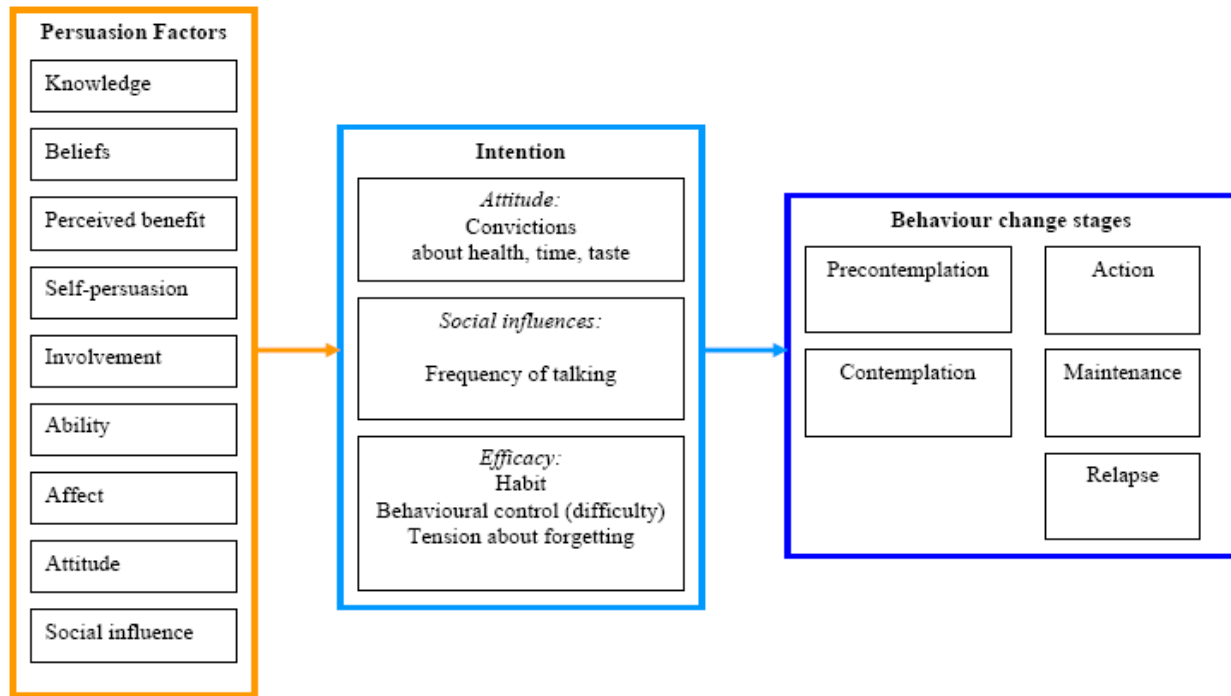 Persuasion Factors
Knowledge
Beliefs
Perceived benefit
Self-persuasion
Involvement
Ability
Affect
Attitude
Social influence
Intention
Attitude:
Convictions
about health, time, taste
Social influences:
Frequency of talking
Efficacy:
Habit
Behavioural control (difficulty)
Tension about forgetting
Behaviour change stages
Precontemplation
Contemplation
Action
Maintenance
Relapse